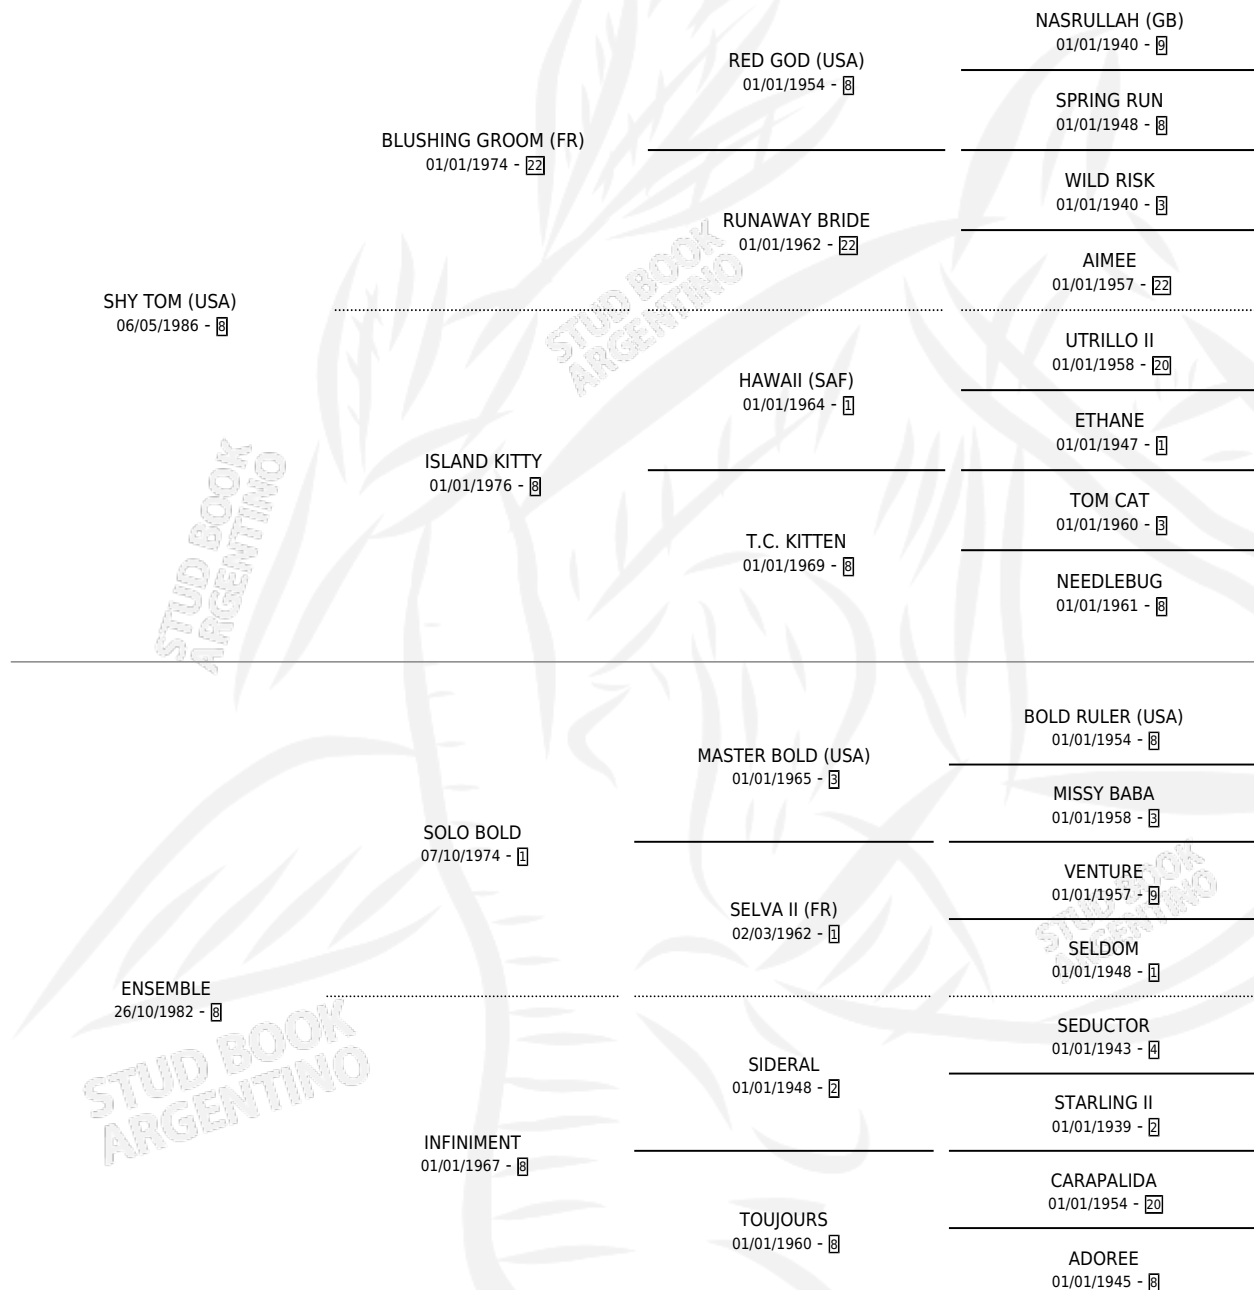 NASRULLAH (GB)
01/01/1940 - 9
RED GOD (USA)
01/01/1954 - 8
SPRING RUN
01/01/1948 - 8
BLUSHING GROOM (FR)
01/01/1974 - 22
WILD RISK
01/01/1940 - 3
RUNAWAY BRIDE
01/01/1962 - 22
AIMEE
01/01/1957 - 22
SHY TOM (USA)
06/05/1986 - 8
UTRILLO II
01/01/1958 - 20
HAWAII (SAF)
01/01/1964 - 1
ETHANE
01/01/1947 - 1
ISLAND KITTY
01/01/1976 - 8
TOM CAT
01/01/1960 - 3
T.C. KITTEN
01/01/1969 - 8
NEEDLEBUG
01/01/1961 - 8
BOLD RULER (USA)
01/01/1954 - 8
MASTER BOLD (USA)
01/01/1965 - 3
MISSY BABA
01/01/1958 - 3
SOLO BOLD
07/10/1974 - 1
VENTURE
01/01/1957 - 9
SELVA II (FR)
02/03/1962 - 1
SELDOM
01/01/1948 - 1
ENSEMBLE
26/10/1982 - 8
SEDUCTOR
01/01/1943 - 4
SIDERAL
01/01/1948 - 2
STARLING II
01/01/1939 - 2
INFINIMENT
01/01/1967 - 8
CARAPALIDA
01/01/1954 - 20
TOUJOURS
01/01/1960 - 8
ADOREE
01/01/1945 - 8
STUD BOOK
ARGENTINO
STUD BOOK
ARGENTINO
STUD BOOK
ARGENTINO
STUD BOOK
ARGENTINO